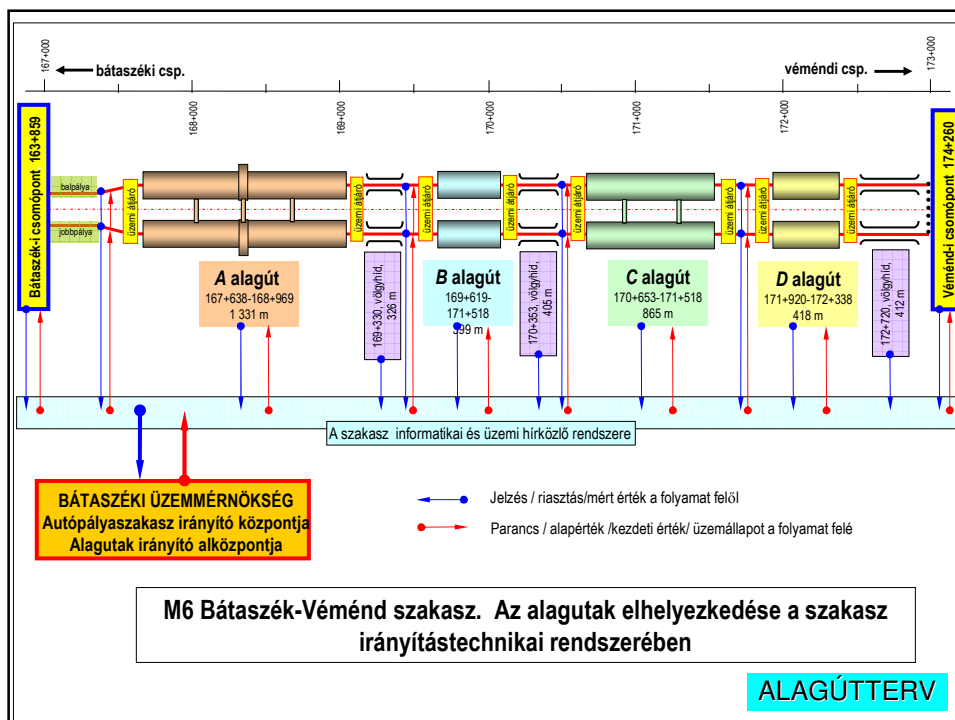 167+000
173+000
bátaszéki csp.
véméndi csp.
168+000
169+000
170+000
171+000
172+000
Bátaszék-i csomópont 163+859
Véménd-i csomópont 174+260
balpálya
jobbpálya
üzemi átjáró
üzemi átjáró
üzemi átjáró
üzemi átjáró
üzemi átjáró
üzemi átjáró
üzemi átjáró
üzemi átjáró
A alagút
167+638-168+969
1 331 m
169+330, völgyhíd,
326 m
B alagút
169+619-
171+518
399 m
170+353, völgyhíd,
405 m
C alagút
170+653-171+518
865 m
D alagút
171+920-172+338
418 m
172+720, völgyhíd,
412 m
A szakasz informatikai és üzemi hírközlő rendszere
BÁTASZÉKI ÜZEMMÉRNÖKSÉG
Autópályaszakasz irányító központja
Alagutak irányító alközpontja
Jelzés / riasztás/mért érték a folyamat felől
Parancs / alapérték /kezdeti érték/ üzemállapot a folyamat felé
M6 Bátaszék-Véménd szakasz. Az alagutak elhelyezkedése a szakasz
irányítástechnikai rendszerében
ALAGÚTTERV